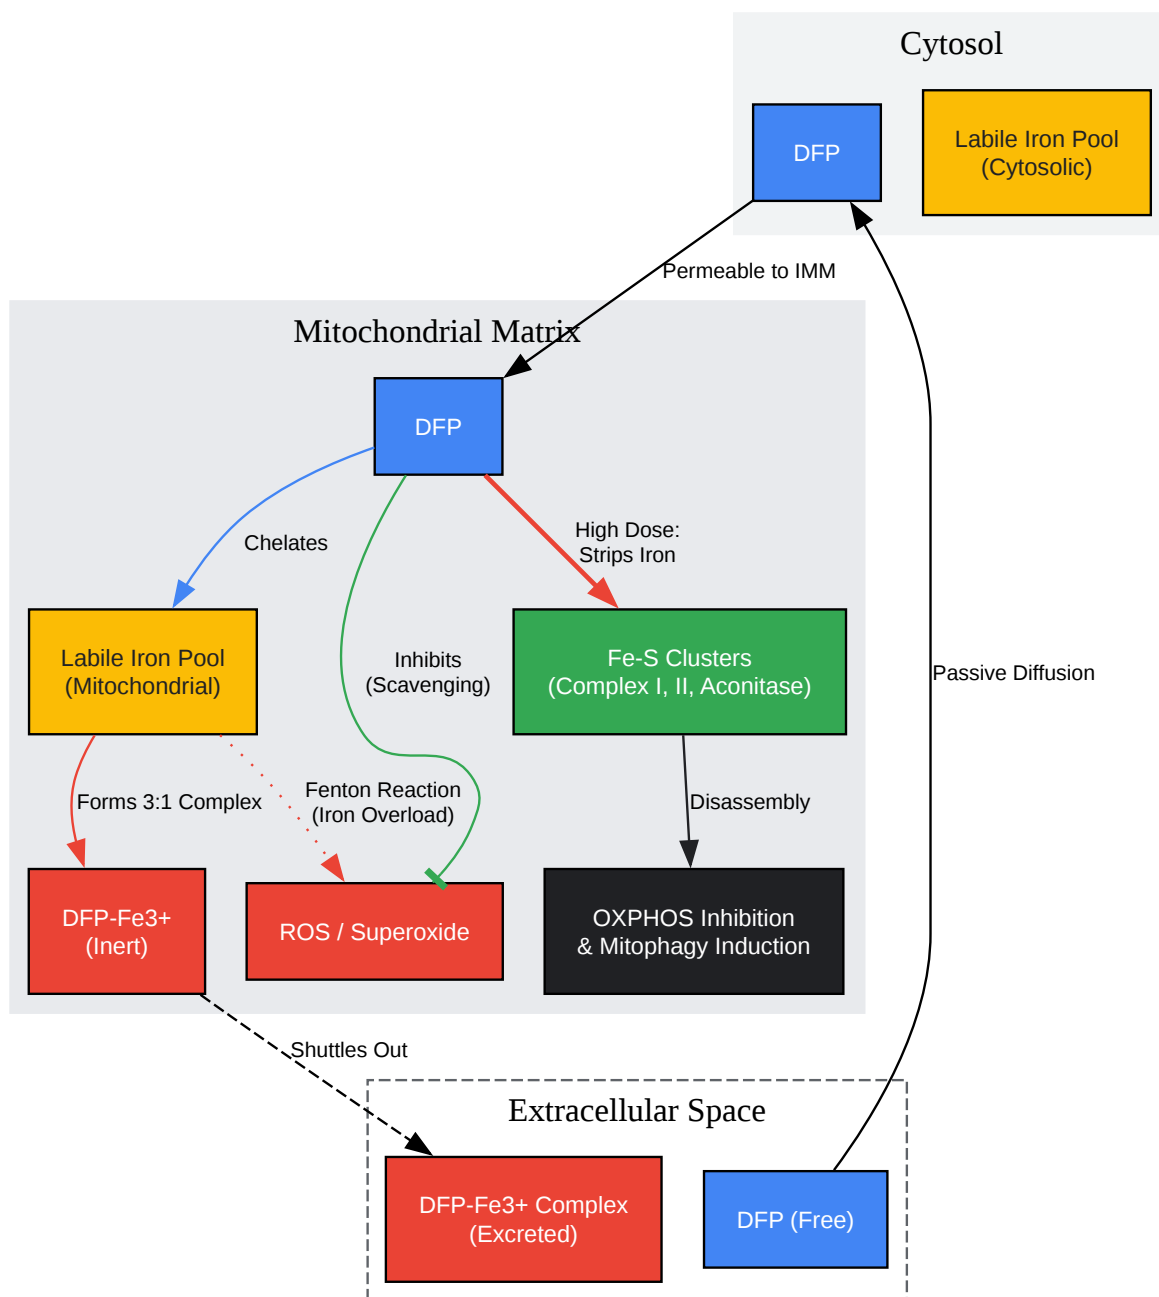 Cytosol
DFP
Labile Iron Pool
(Cytosolic)
Permeable to IMM
Mitochondrial Matrix
DFP
Chelates
High Dose:
Strips Iron
Labile Iron Pool
(Mitochondrial)
Inhibits
(Scavenging)
Fe-S Clusters
(Complex I, II, Aconitase)
Passive Diffusion
Forms 3:1 Complex
Fenton Reaction
(Iron Overload)
Disassembly
DFP-Fe3+
(Inert)
ROS / Superoxide
OXPHOS Inhibition
& Mitophagy Induction
Shuttles Out
Extracellular Space
DFP-Fe3+ Complex
(Excreted)
DFP (Free)